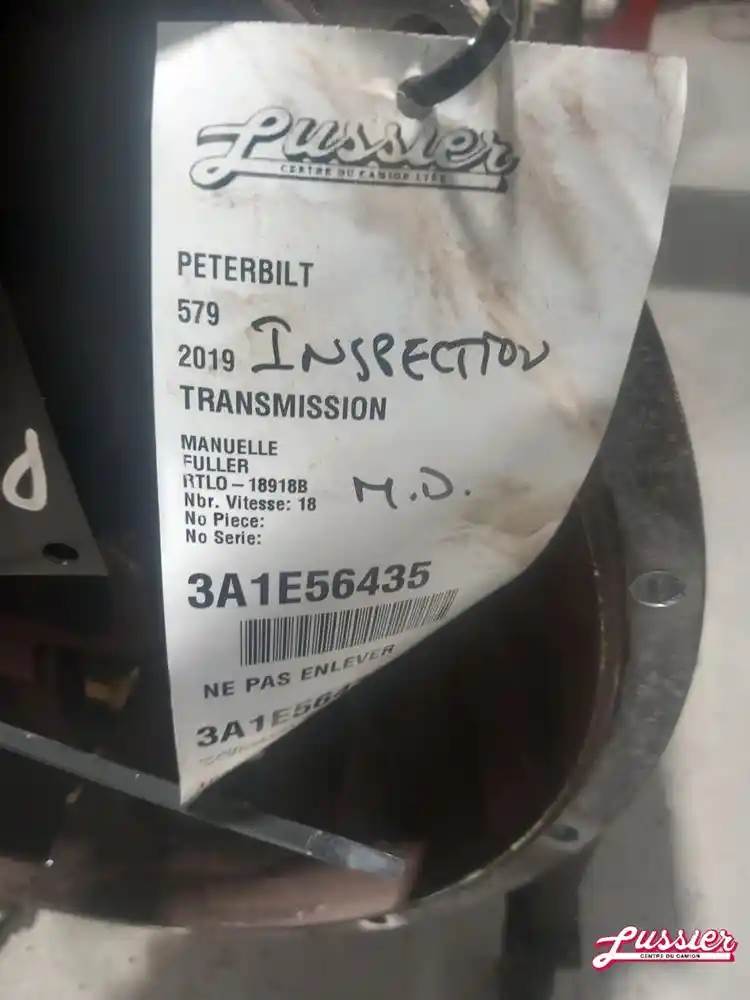 Lussier
CENTRE DU CAMION LTÉE
PETERBILT
579
2019 INSPECTION
TRANSMISSION
MANUELLE
FULLER
RTLO-18918B M.D.
Nbr. Vitesse: 18
No Piece:
No Serie:
3A1E56435
NE PAS ENLEVER
3A1E564
Lussier
CENTRE DU CAMION